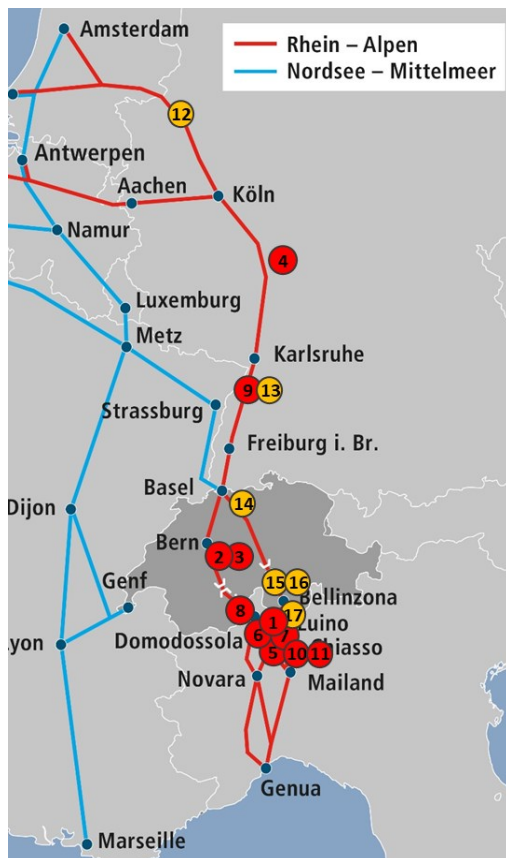 Amsterdam
Rhein – Alpen
Nordsee – Mittelmeer
12
Antwerpen
Aachen
Köln
Namur
4
Luxemburg
Metz
Karlsruhe
9 13
Strassburg
Freiburg i. Br.
Basel
14
Dijon
Bern
2 3
15 16
Genf
Bellinzona
8
1
17
Luino
Lyon
Domodossola
6
7
Chiasso
5
10 11
Novara
Mailand
Genua
Marseille